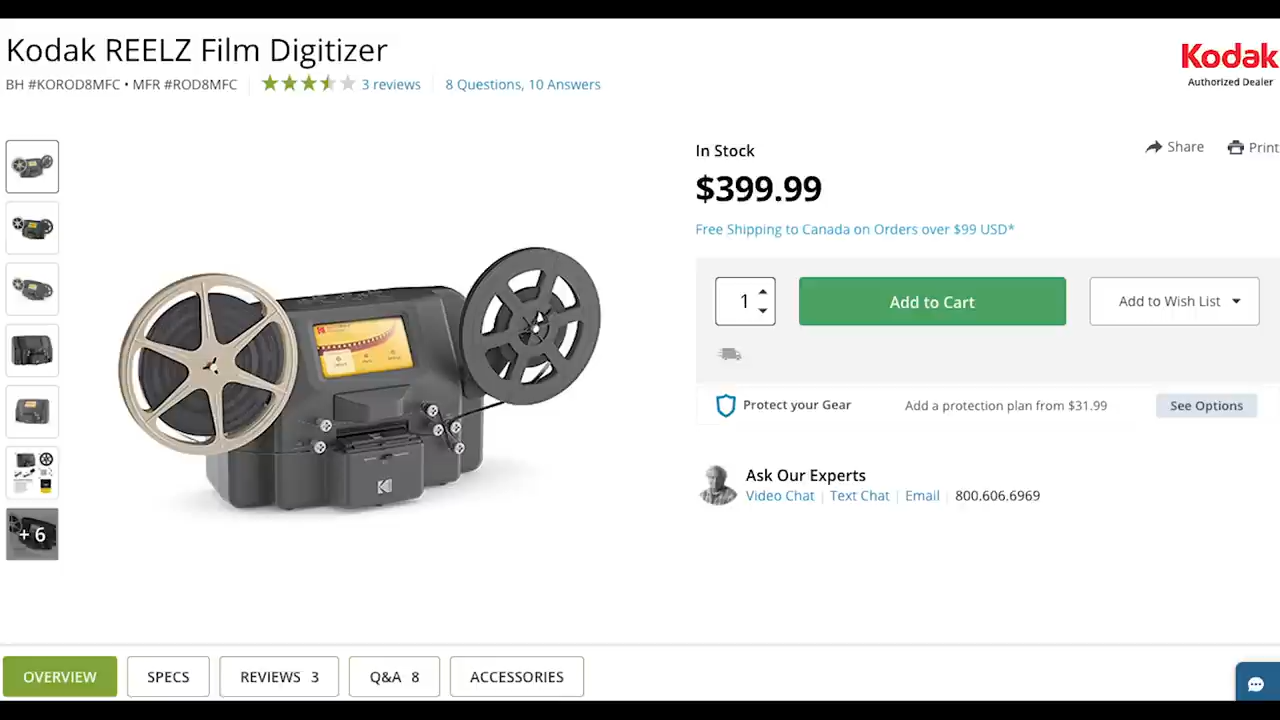 Kodak REELZ Film Digitizer
BH #KOROD8MFC • MFR #ROD8MFC
3 reviews
8 Questions, 10 Answers
Kodak
Authorized Dealer
In Stock
Share
Print
$399.99
Free Shipping to Canada on Orders over $99 USD*
1
Add to Cart
Add to Wish List
Protect your Gear
Add a protection plan from $31.99
See Options
Ask Our Experts
Video Chat | Text Chat | Email | 800.606.6969
+ 6
OVERVIEW
SPECS
REVIEWS 3
Q&A 8
ACCESSORIES